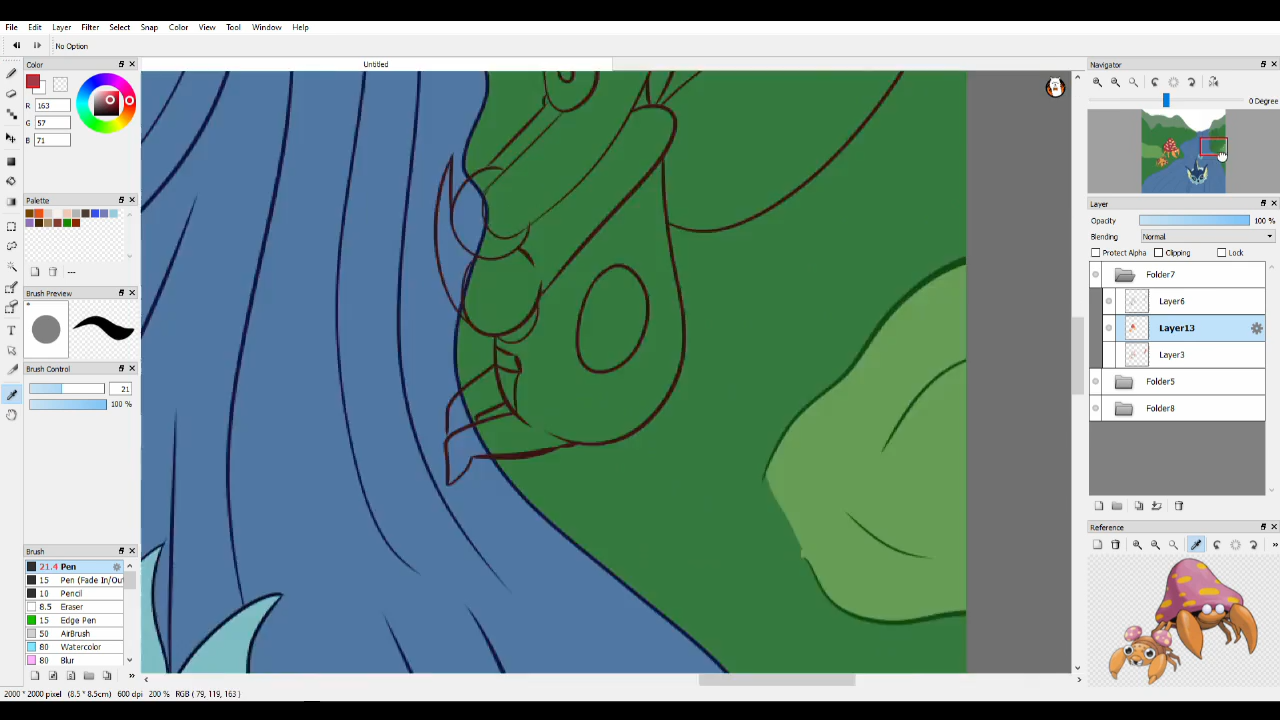 File Edit Layer Filter Select Snap Color View Tool Window Help
No Option
Color
Untitled
Navigator
R 163
G 57
B 71
0 Degree
Palette
Layer
Opacity 100 %
Blending Normal
Protect Alpha Clipping Lock
Folder7
Layer6
Layer13
Layer3
Folder5
Folder8
Brush Preview
Brush Control
21
100 %
Reference
Brush
21.4 Pen
15 Pen (Fade In/Out
10 Pencil
8.5 Eraser
15 Edge Pen
50 AirBrush
80 Watercolor
80 Blur
2000 * 2000 pixel (8.5 * 8.5cm) 600 dpi 200 % RGB ( 79, 119, 163 )